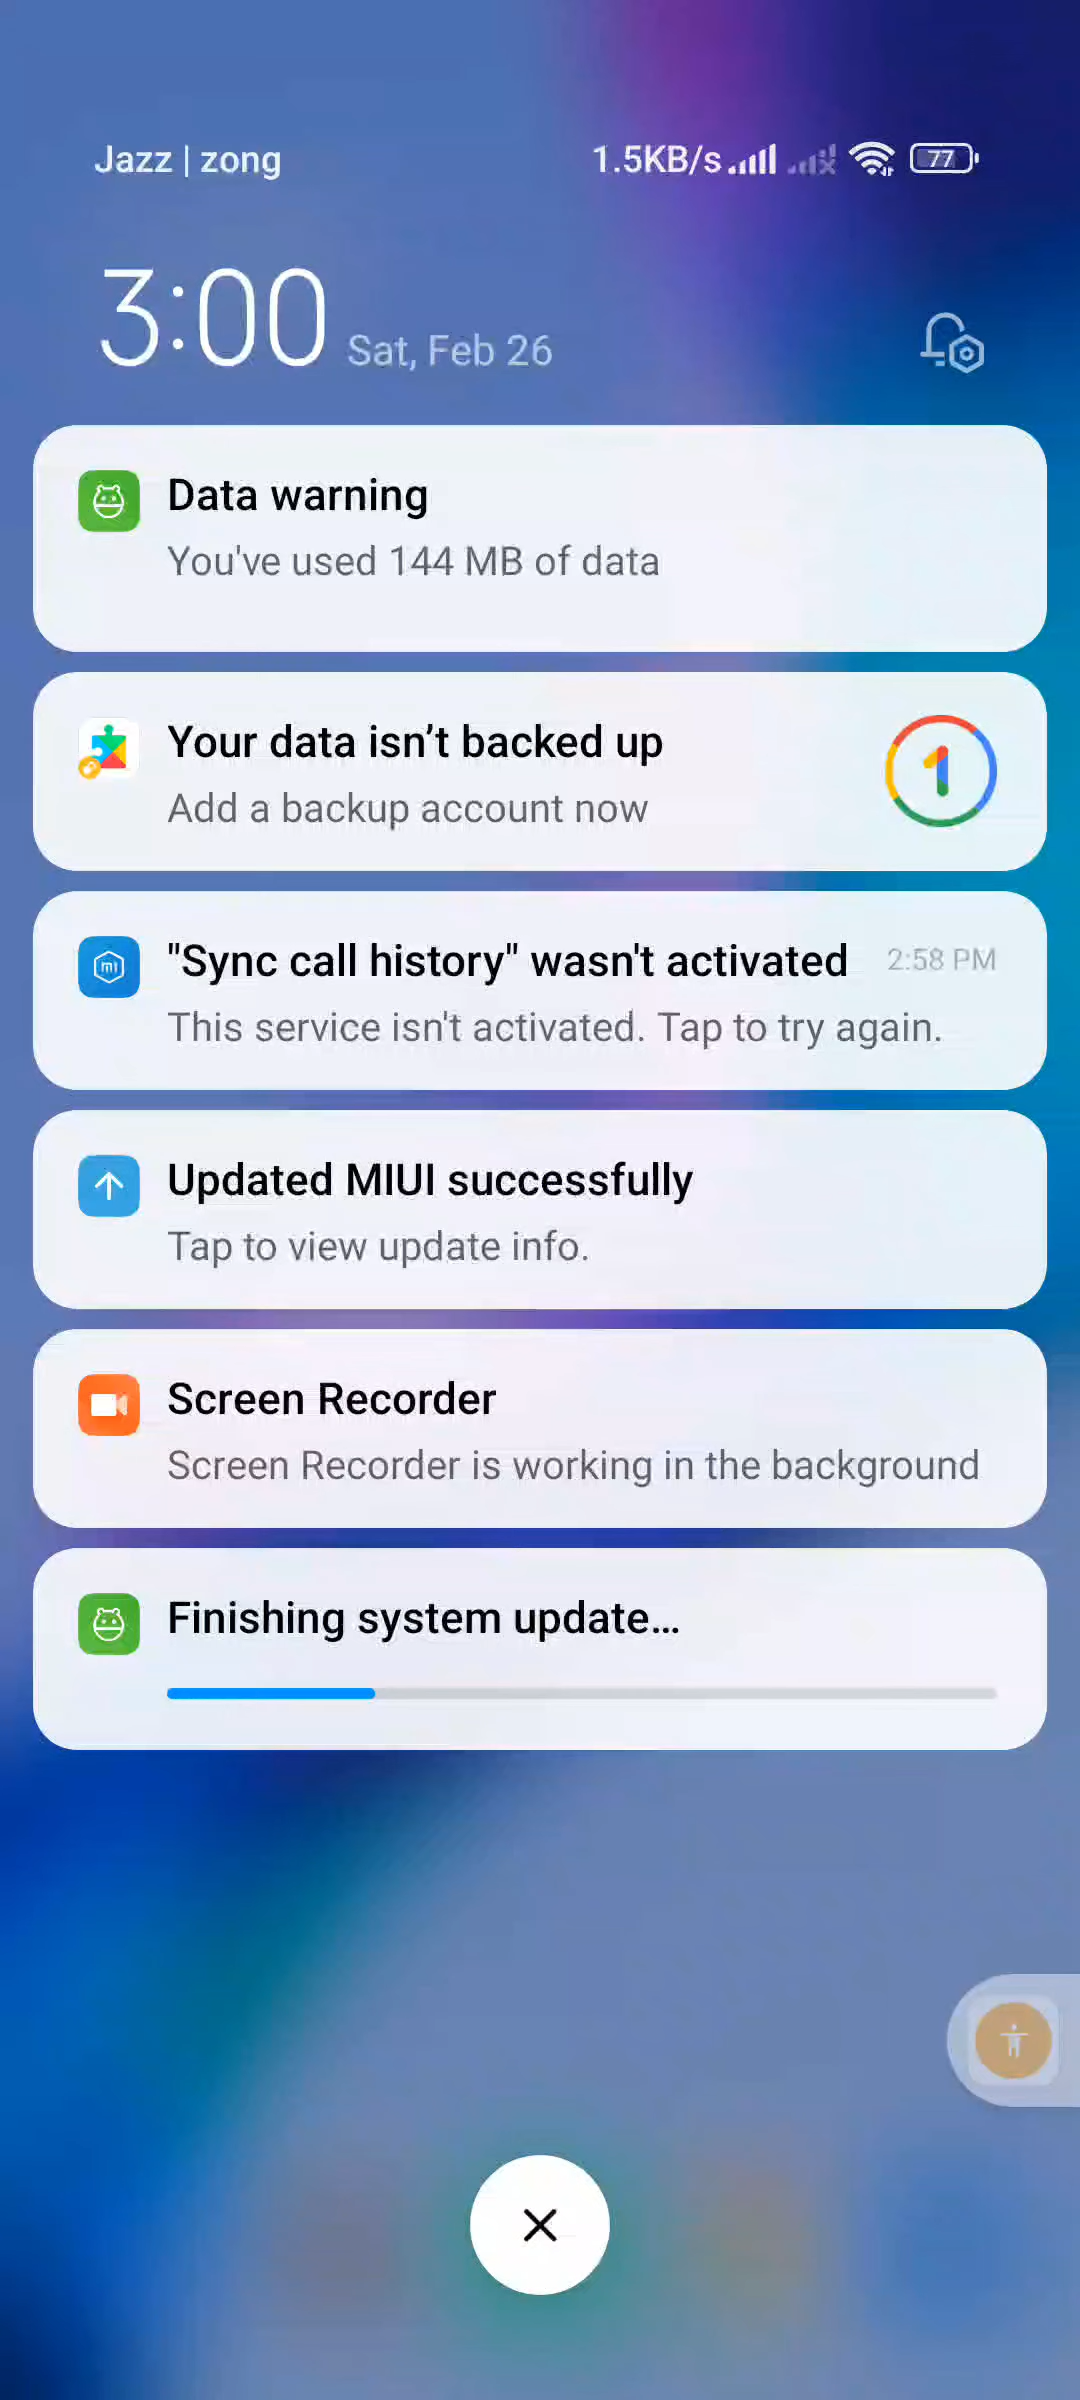 Jazz | zong
1.5KB/s
77
3:00 Sat, Feb 26
Data warning
You've used 144 MB of data
Your data isn’t backed up
Add a backup account now
1
"Sync call history" wasn't activated 2:58 PM
This service isn't activated. Tap to try again.
mi
Updated MIUI successfully
Tap to view update info.
Screen Recorder
Screen Recorder is working in the background
Finishing system update...